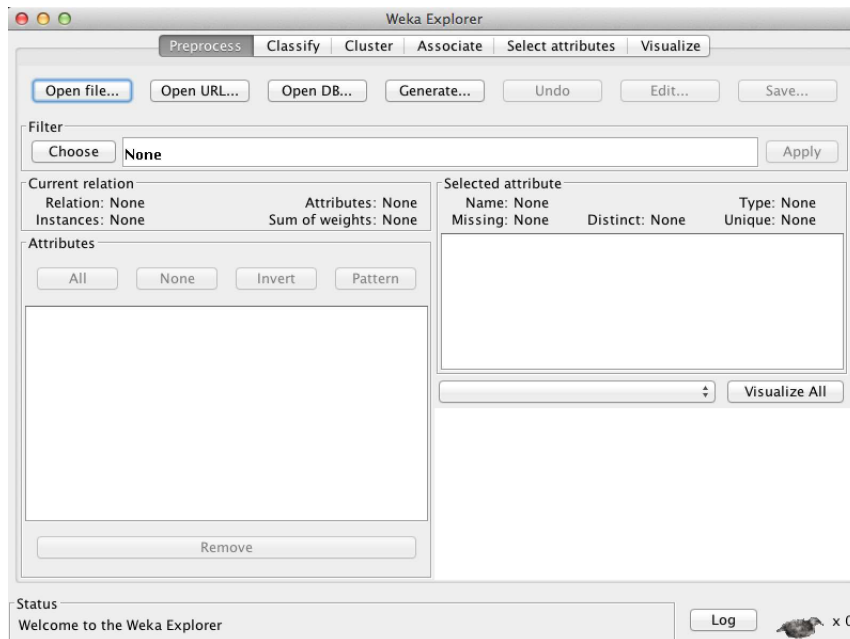 Weka Explorer
Preprocess Classify Cluster Associate Select attributes Visualize
Open file... Open URL... Open DB... Generate... Undo Edit... Save...
Filter
Choose None Apply
Current relation
Relation: None Attributes: None
Instances: None Sum of weights: None
Selected attribute
Name: None Type: None
Missing: None Distinct: None Unique: None
Attributes
All None Invert Pattern
Visualize All
Remove
Status
Welcome to the Weka Explorer
Log x 0